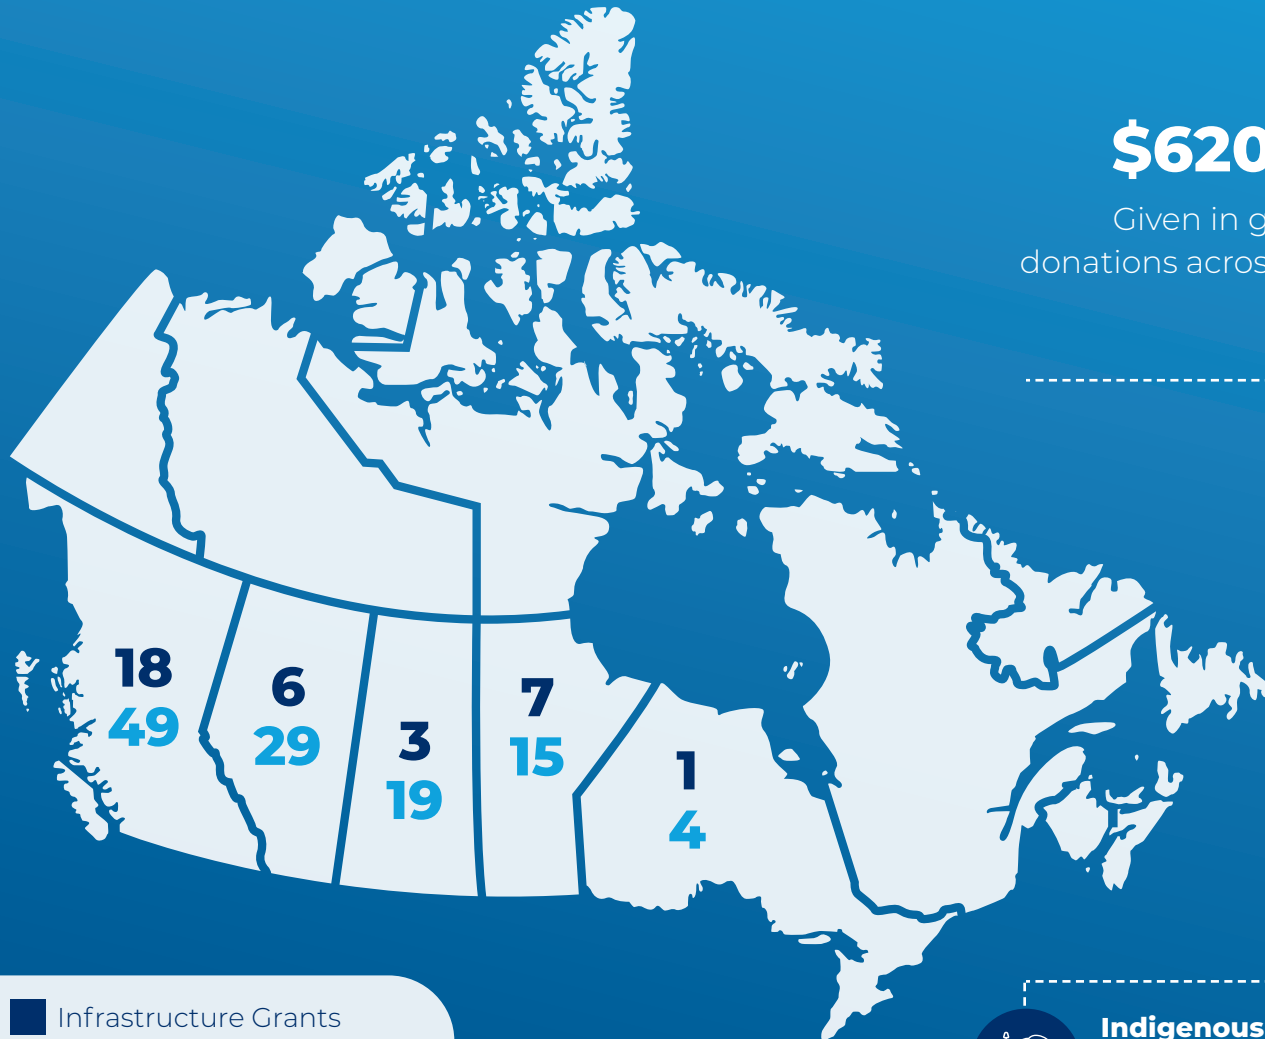 $620
Given in g
donations acros
18
49
6
29
3
19
7
15
1
4
Infrastructure Grants
Indigenous